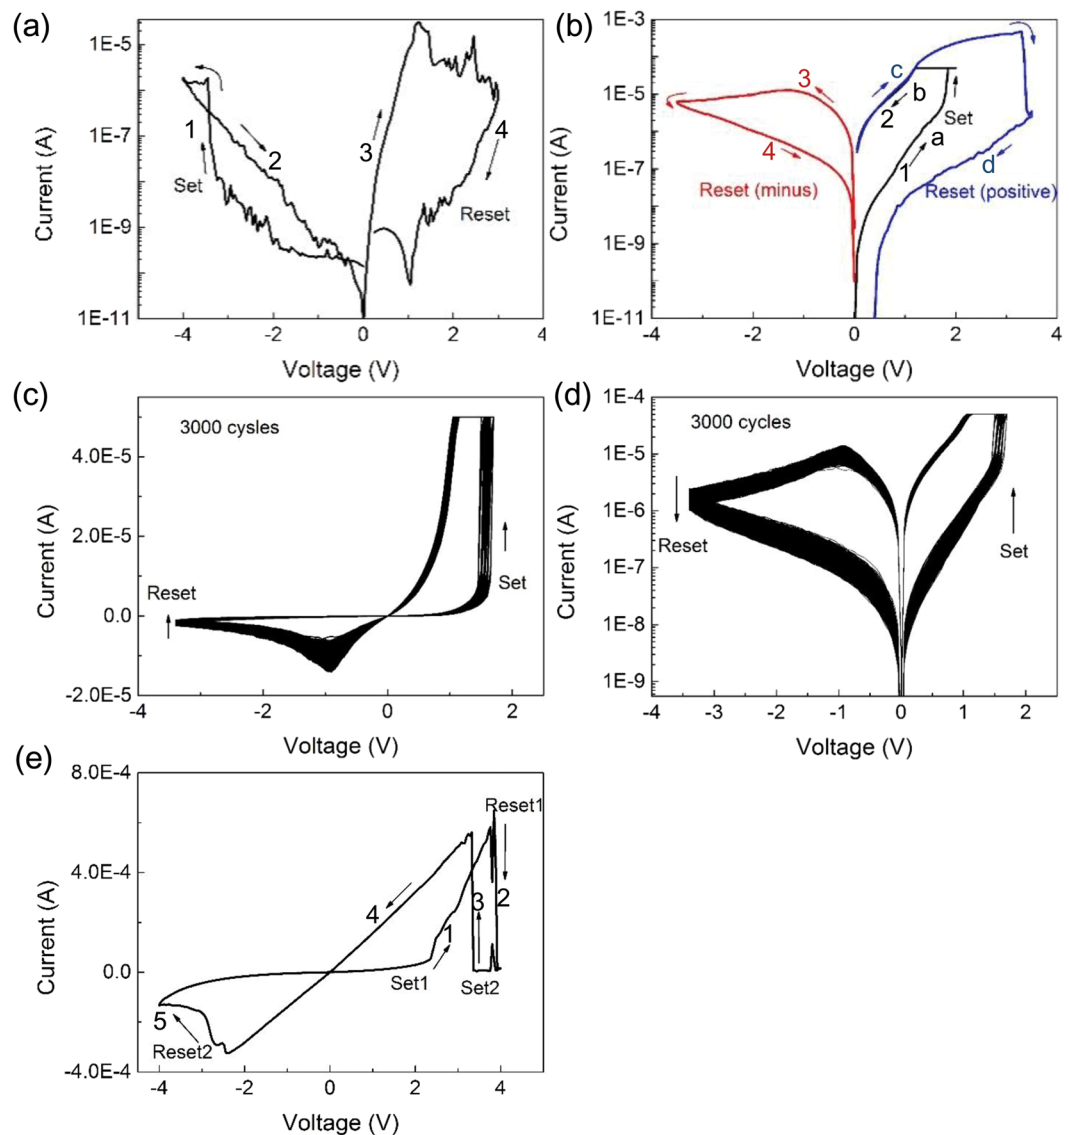 (a)
1E-5
1E-7
1E-9
1E-11
Current (A)
1
2
3
4
Set
Reset
-4
-2
0
2
4
Voltage (V)
(b)
1E-3
1E-5
1E-7
1E-9
1E-11
Current (A)
3
4
c
b
2
Set
a
1
d
Reset (minus)
Reset (positive)
-4
-2
0
2
4
Voltage (V)
(c)
3000 cysles
4.0E-5
2.0E-5
0.0
-2.0E-5
Current (A)
Reset
Set
-4
-2
0
2
Voltage (V)
(d)
3000 cycles
1E-4
1E-5
1E-6
1E-7
1E-8
1E-9
Current (A)
Reset
Set
-4
-3
-2
-1
0
1
2
Voltage (V)
(e)
8.0E-4
4.0E-4
0.0
-4.0E-4
Current (A)
Reset1
4
3
2
1
Set1
Set2
5
Reset2
-4
-2
0
2
4
Voltage (V)